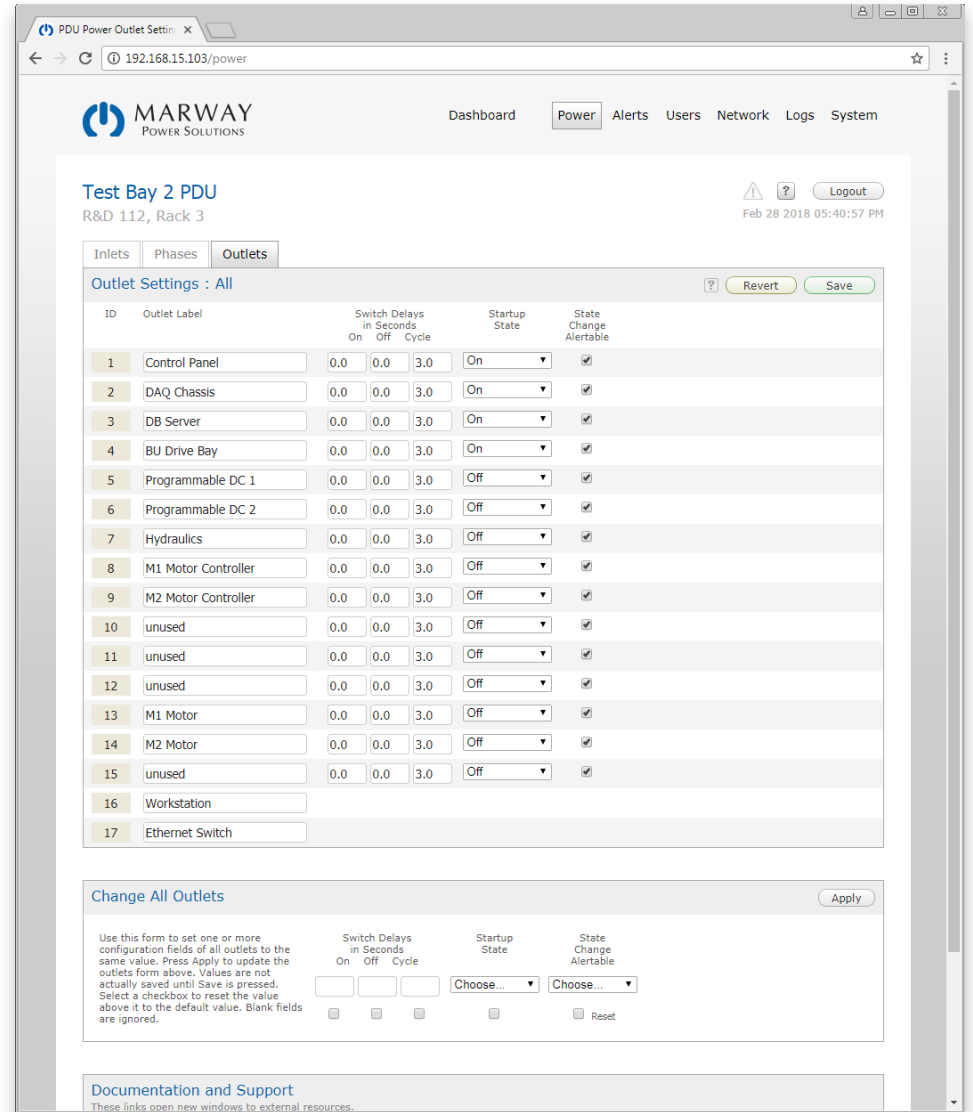 PDU Power Outlet Settin
192.168.15.103/power
MARWAY
POWER SOLUTIONS
Dashboard Power Alerts Users Network Logs System
Test Bay 2 PDU
? Logout
R&D 112, Rack 3
Feb 28 2018 05:40:57 PM
Inlets Phases Outlets
Outlet Settings : All ? Revert Save
ID Outlet Label Switch Delays Startup State
in Seconds State Change
On Off Cycle Alertable
1 Control Panel 0.0 0.0 3.0 On
2 DAQ Chassis 0.0 0.0 3.0 On
3 DB Server 0.0 0.0 3.0 On
4 BU Drive Bay 0.0 0.0 3.0 On
5 Programmable DC 1 0.0 0.0 3.0 Off
6 Programmable DC 2 0.0 0.0 3.0 Off
7 Hydraulics 0.0 0.0 3.0 Off
8 M1 Motor Controller 0.0 0.0 3.0 Off
9 M2 Motor Controller 0.0 0.0 3.0 Off
10 unused 0.0 0.0 3.0 Off
11 unused 0.0 0.0 3.0 Off
12 unused 0.0 0.0 3.0 Off
13 M1 Motor 0.0 0.0 3.0 Off
14 M2 Motor 0.0 0.0 3.0 Off
15 unused 0.0 0.0 3.0 Off
16 Workstation
17 Ethernet Switch
Change All Outlets Apply
Use this form to set one or more
configuration fields of all outlets to the
same value. Press Apply to update the
outlets form above. Values are not
actually saved until Save is pressed.
Select a checkbox to reset the value
above it to the default value. Blank fields
are ignored.
Switch Delays Startup State
in Seconds State Change
On Off Cycle Alertable
Choose... Choose...
Reset
Documentation and Support
These links open new windows to external resources.